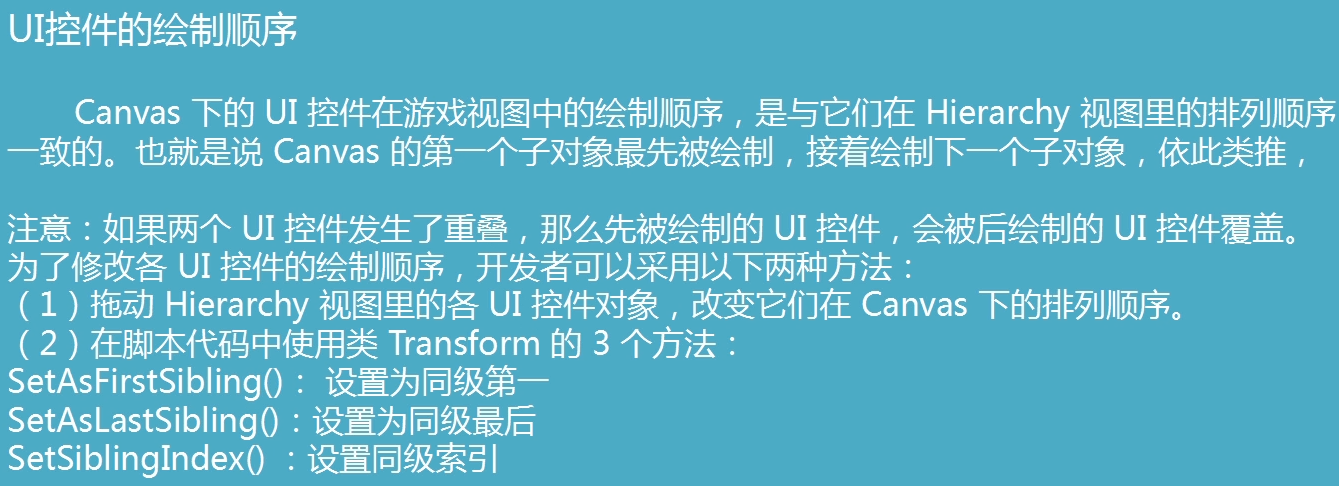 UI控件的绘制顺序
Canvas 下的 UI 控件在游戏视图中的绘制顺序，是与它们在 Hierarchy 视图里的排列顺序
一致的。也就是说 Canvas 的第一个子对象最先被绘制，接着绘制下一个子对象，依此类推，
注意：如果两个 UI 控件发生了重叠，那么先被绘制的 UI 控件，会被后绘制的 UI 控件覆盖。
为了修改各 UI 控件的绘制顺序，开发者可以采用以下两种方法：
（1）拖动 Hierarchy 视图里的各 UI 控件对象，改变它们在 Canvas 下的排列顺序。
（2）在脚本代码中使用类 Transform 的 3 个方法：
SetAsFirstSibling()： 设置为同级第一
SetAsLastSibling()：设置为同级最后
SetSiblingIndex() ：设置同级索引